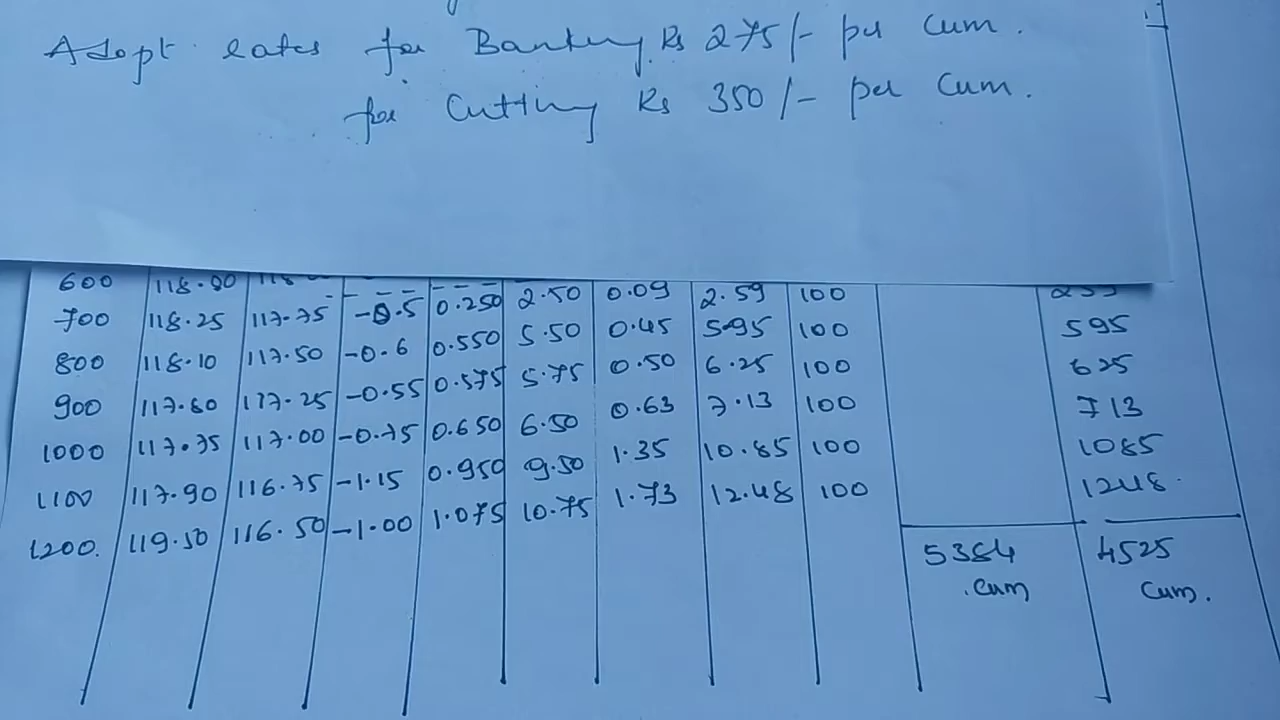 Adopt rates for Banking Rs 275/- per cum.
for Cutting Rs 350/- per Cum.
600 118.00
700 118.25 117.75 -0.5 0.250 2.50 0.09 2.59 100
800 118.10 117.50 -0.6 0.550 5.50 0.45 5.95 100 595
900 117.80 117.25 -0.55 0.575 5.75 0.50 6.25 100 625
1000 117.75 117.00 -0.75 0.650 6.50 0.63 7.13 100 713
1100 117.90 116.75 -1.15 0.950 9.50 1.35 10.85 100 1085
1200. 119.50 116.50 -1.00 1.075 10.75 1.73 12.48 100 1248.
5384 4525
.Cum Cum.